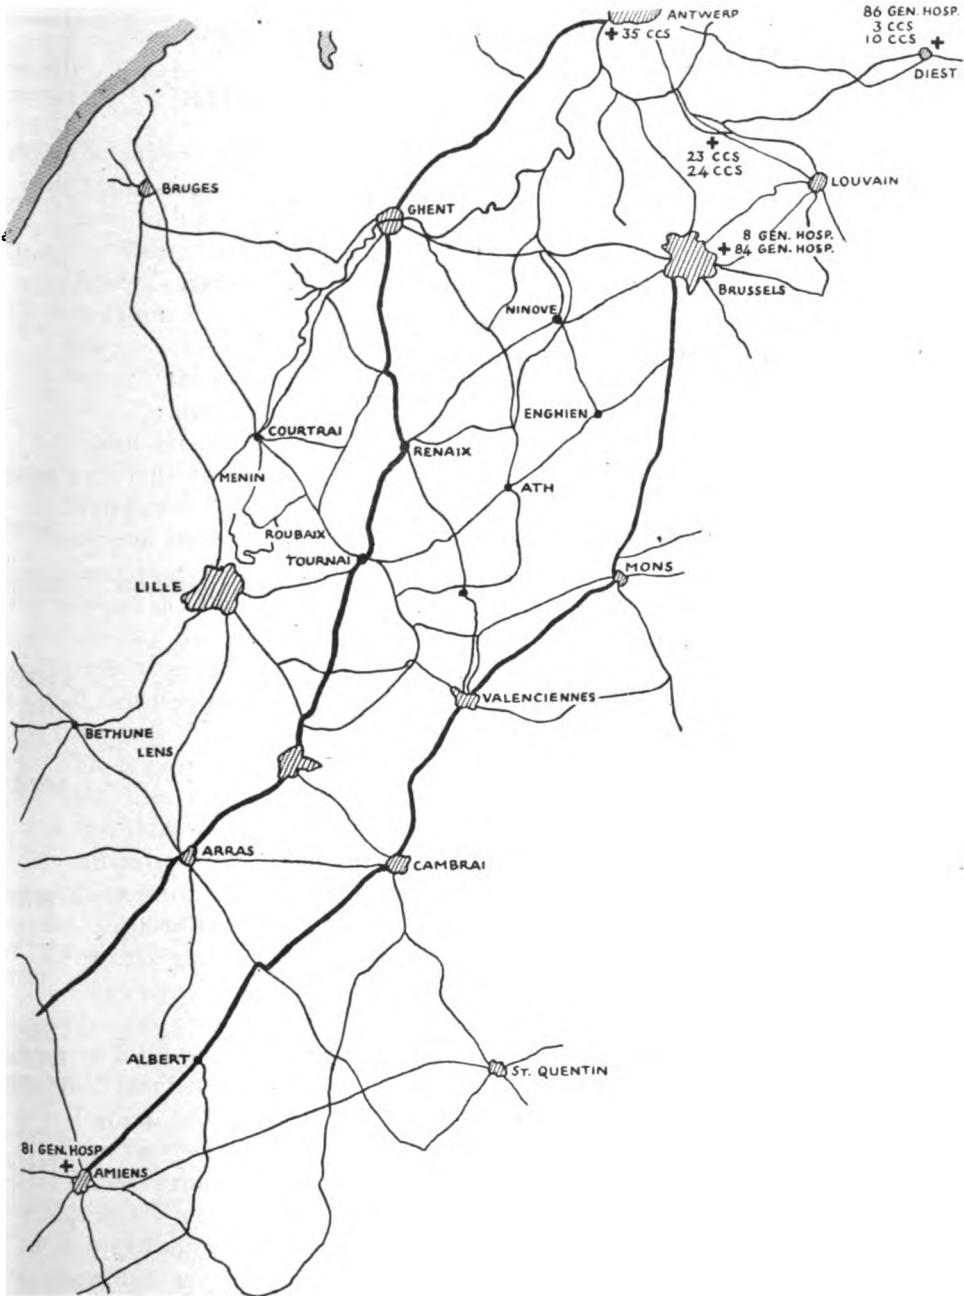 ANTWERP
35 CCS
86 GEN. HOSP.
3 CCS
10 CCS
DIEST
23 CCS
24 CCS
LOUVAIN
BRUGES
GHENT
8 GEN. HOSP.
84 GEN. HOSP.
BRUSSELS
NINOVE
ENGHIEN
COURTRAI
RENAIX
MENIN
ATH
ROUBAIX
TOURNAI
LILLE
MONS
VALENCIENNES
BETHUNE
LENS
ARRAS
CAMBRAI
ALBERT
ST. QUENTIN
81 GEN. HOSP.
AMIENS